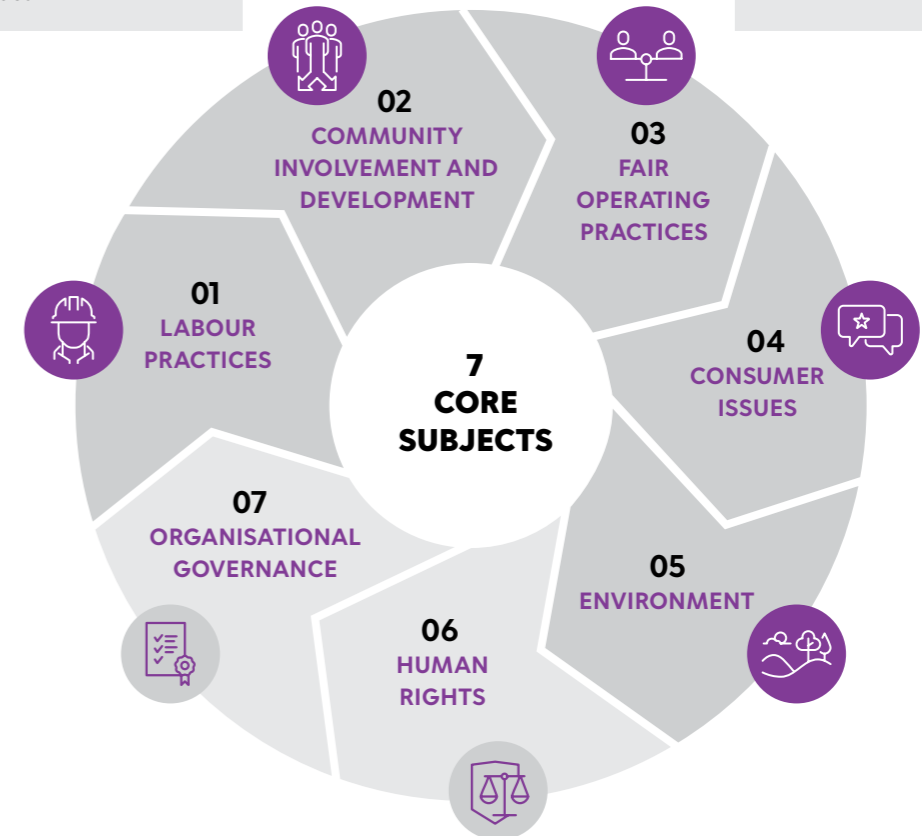 7
CORE
SUBJECTS
01
LABOUR
PRACTICES
02
COMMUNITY
INVOLVEMENT AND
DEVELOPMENT
03
FAIR
OPERATING
PRACTICES
04
CONSUMER
ISSUES
05
ENVIRONMENT
06
HUMAN
RIGHTS
07
ORGANISATIONAL
GOVERNANCE